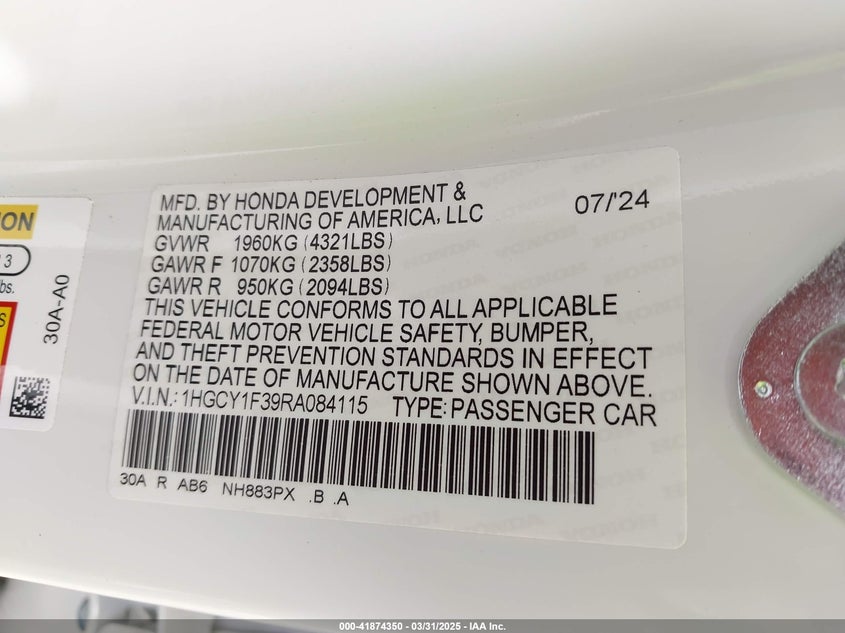 ION
13
bs.
S
30A-A0
MFD. BY HONDA DEVELOPMENT &
MANUFACTURING OF AMERICA, LLC
07/'24
GVWR 1960KG (4321LBS)
GAWR F 1070KG (2358LBS)
GAWR R 950KG (2094LBS)
THIS VEHICLE CONFORMS TO ALL APPLICABLE
FEDERAL MOTOR VEHICLE SAFETY, BUMPER,
AND THEFT PREVENTION STANDARDS IN EFFECT
ON THE DATE OF MANUFACTURE SHOWN ABOVE.
V.I.N.: 1HGCY1F39RA084115 TYPE: PASSENGER CAR
30A R AB6 NH883PX .B .A
000-41874350 - 03/31/2025 - IAA Inc.